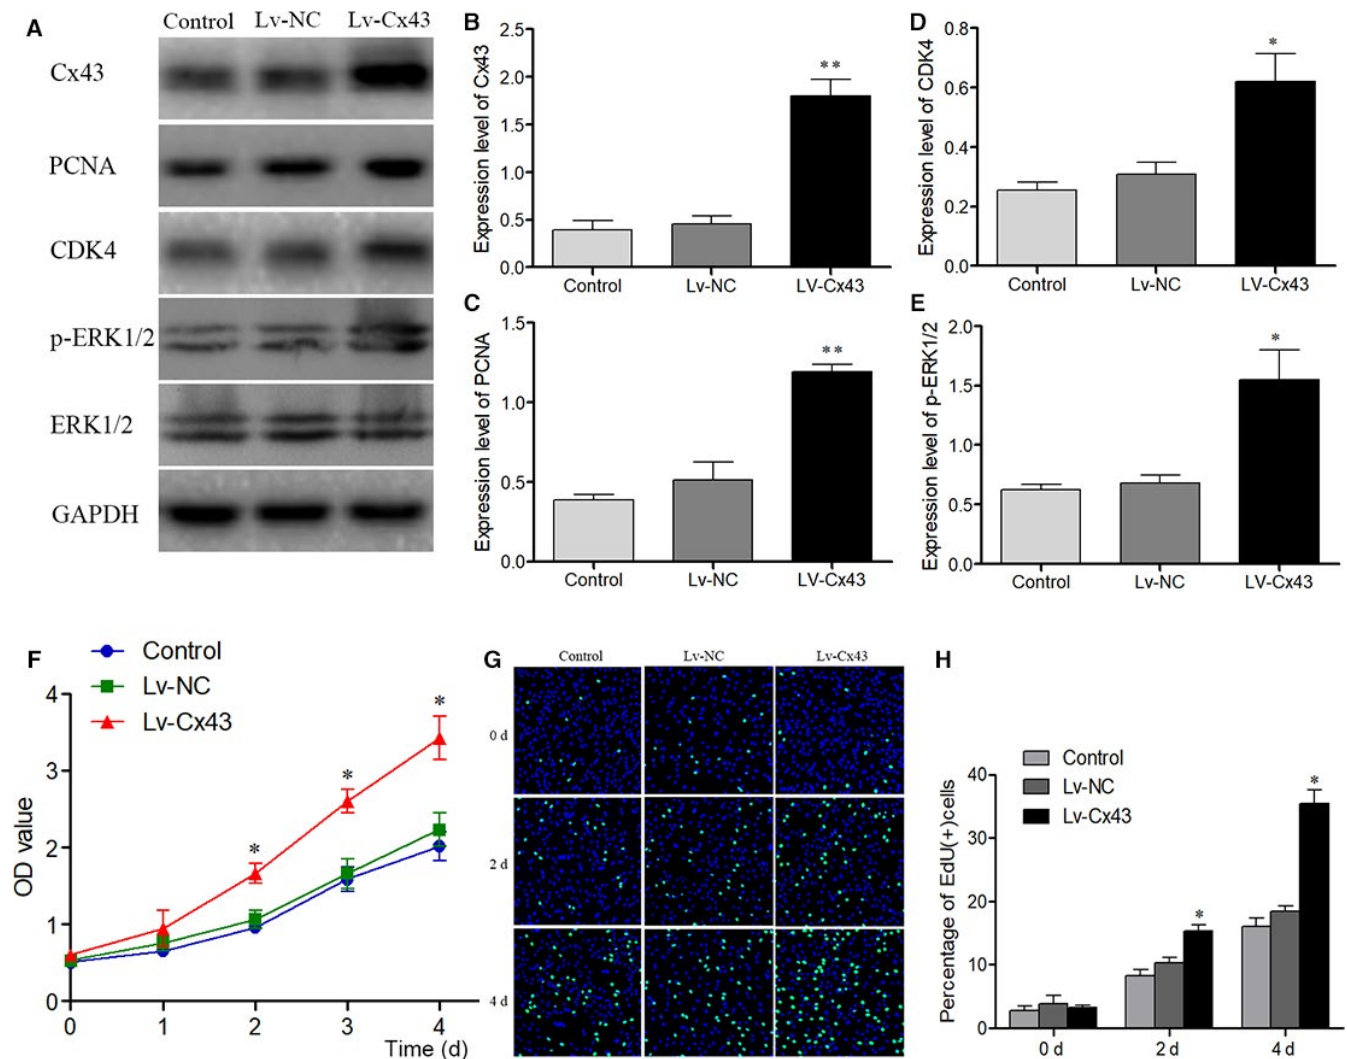 A
Control Lv-NC Lv-Cx43
Cx43
PCNA
CDK4
p-ERK1/2
ERK1/2
GAPDH
B
Expression level of Cx43
2.5
2.0
1.5
1.0
0.5
0.0
**
Control Lv-NC LV-Cx43
C
Expression level of PCNA
1.5
1.0
0.5
0.0
**
Control Lv-NC LV-Cx43
D
Expression level of CDK4
0.8
0.6
0.4
0.2
0.0
*
Control Lv-NC LV-Cx43
E
Expression level of p-ERK1/2
2.0
1.5
1.0
0.5
0.0
*
Control Lv-NC LV-Cx43
F
Control
Lv-NC
Lv-Cx43
OD value
4
3
2
1
0
* * *
0 1 2 3 4
Time (d)
G
Control Lv-NC Lv-Cx43
0 d
2 d
4 d
H
Control
Lv-NC
Lv-Cx43
Percentage of EdU(+)cells
40
30
20
10
0
* *
0 d 2 d 4 d